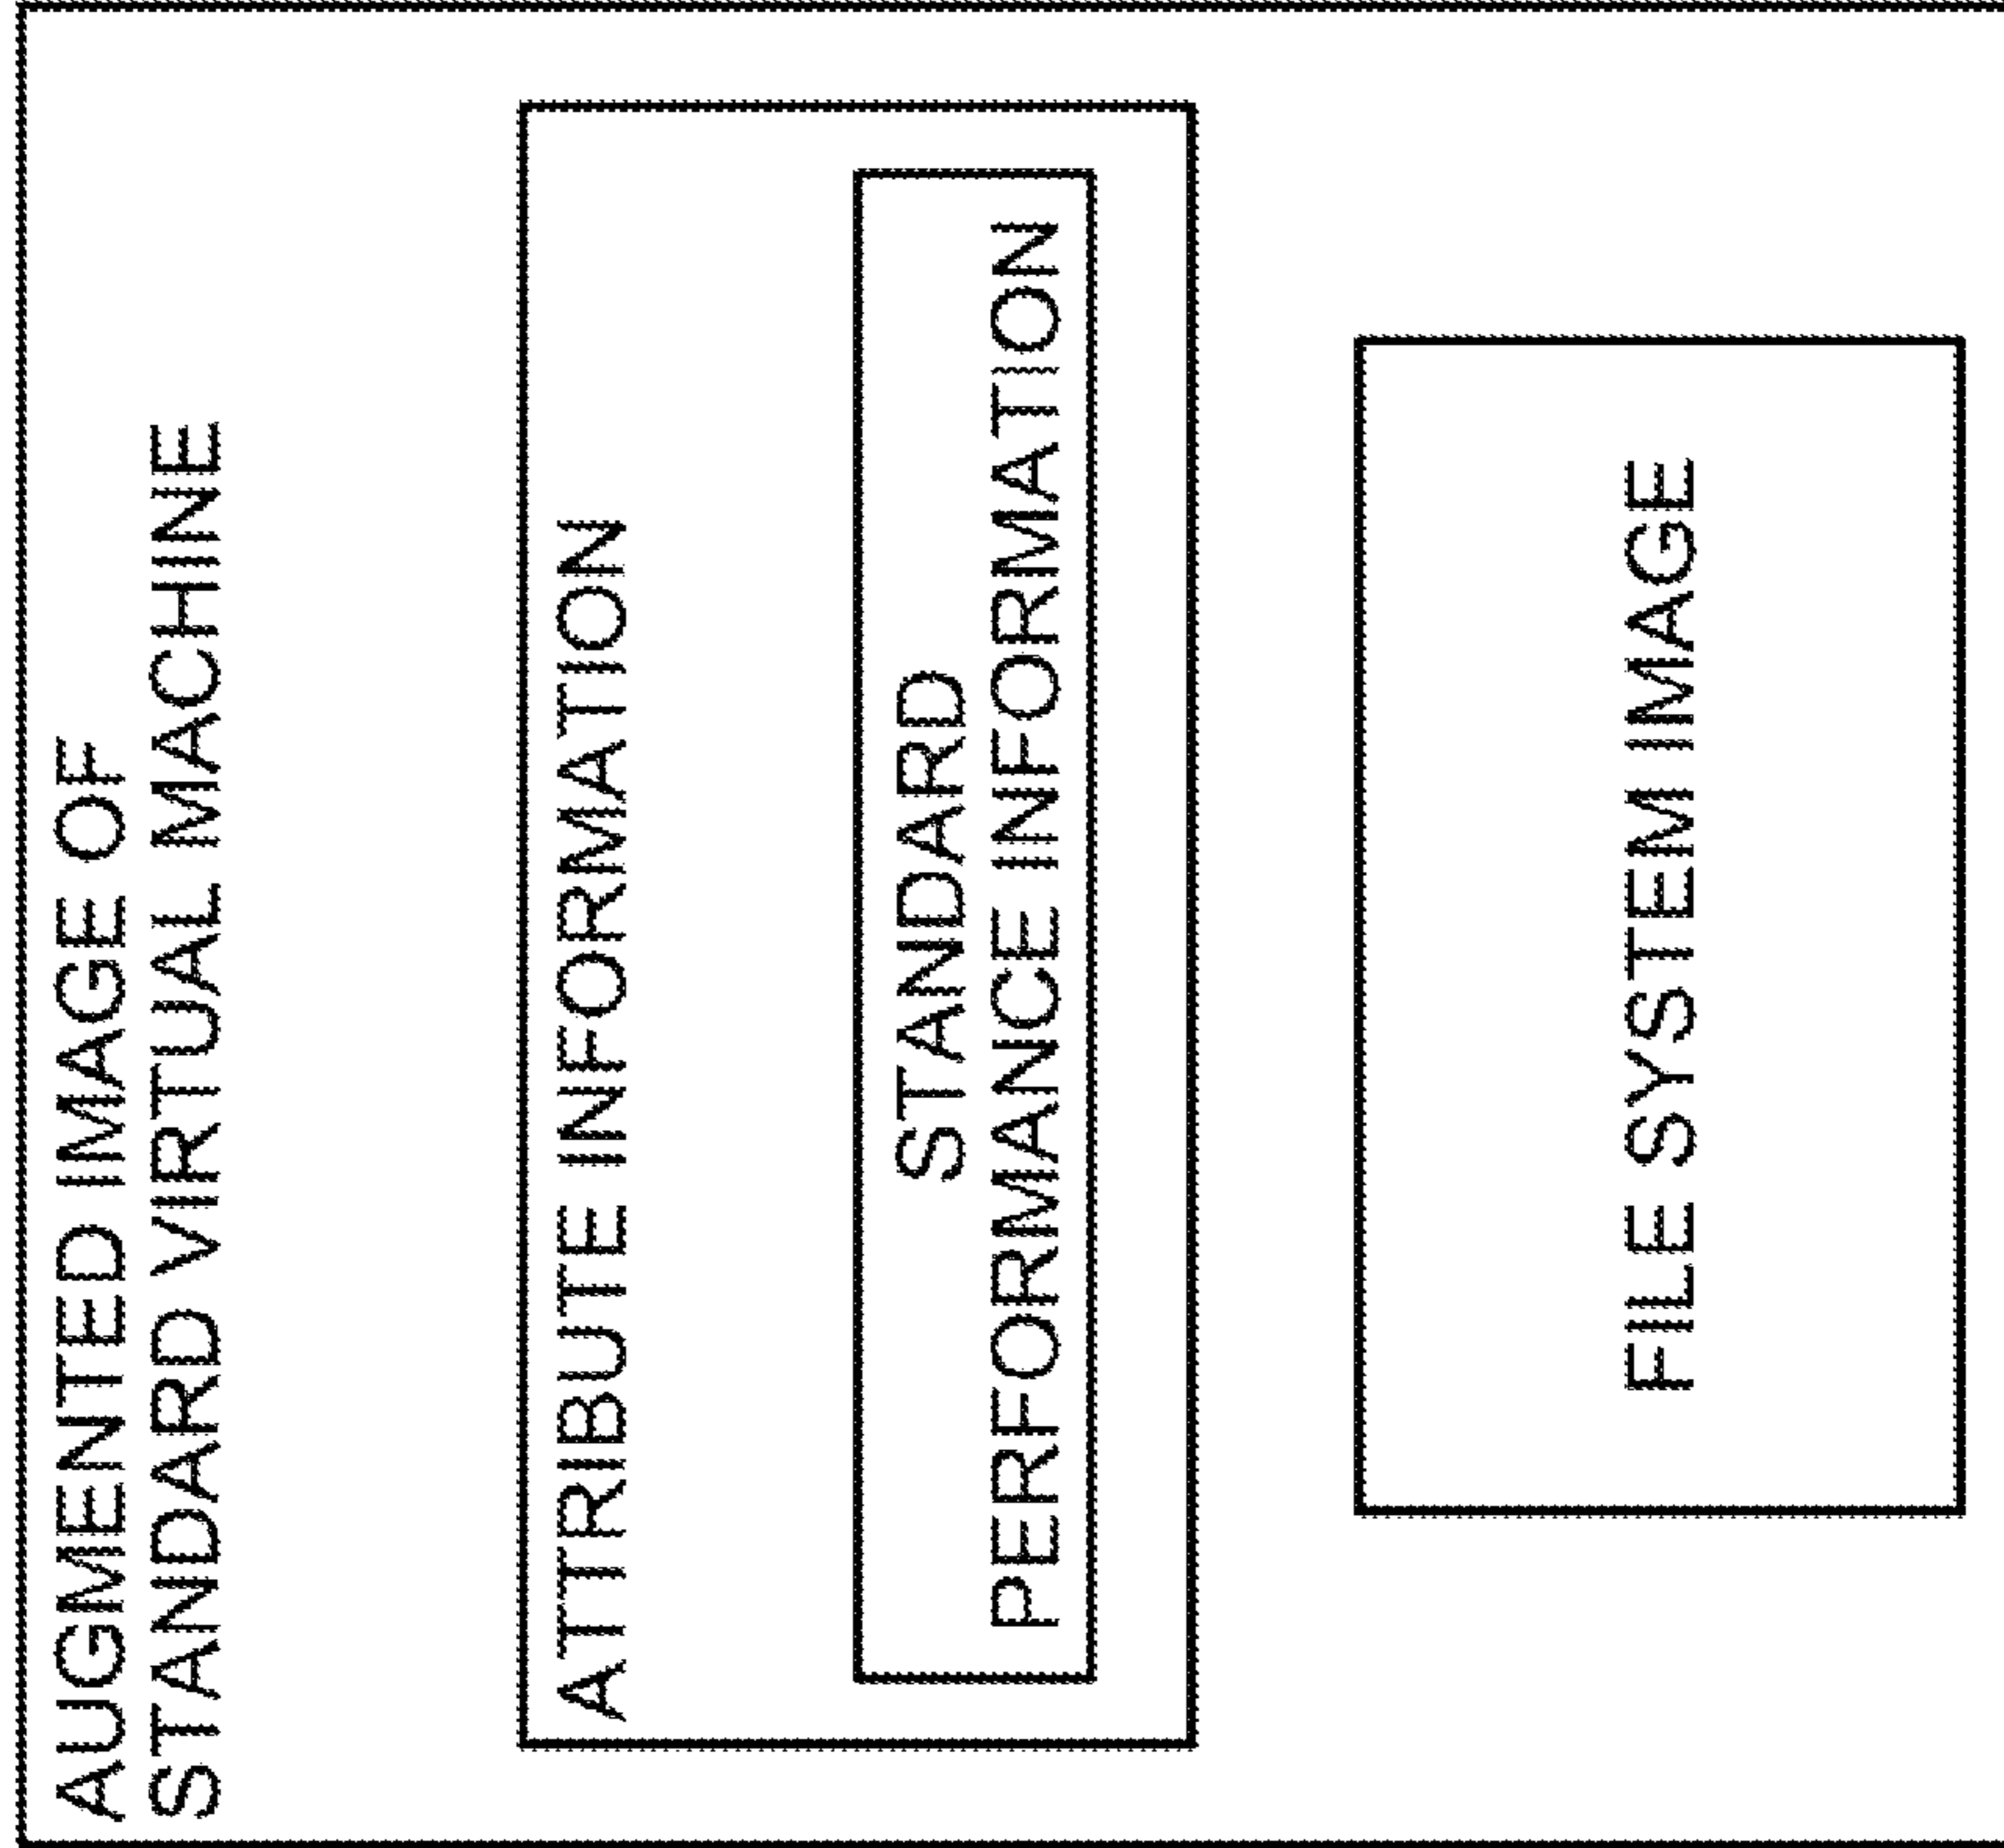 AUGMENTED IMAGE OF
STANDARD VIRTUAL MACHINE
ATTRIBUTE INFORMATION
STANDARD
PERFORMANCE INFORMATION
FILE SYSTEM IMAGE